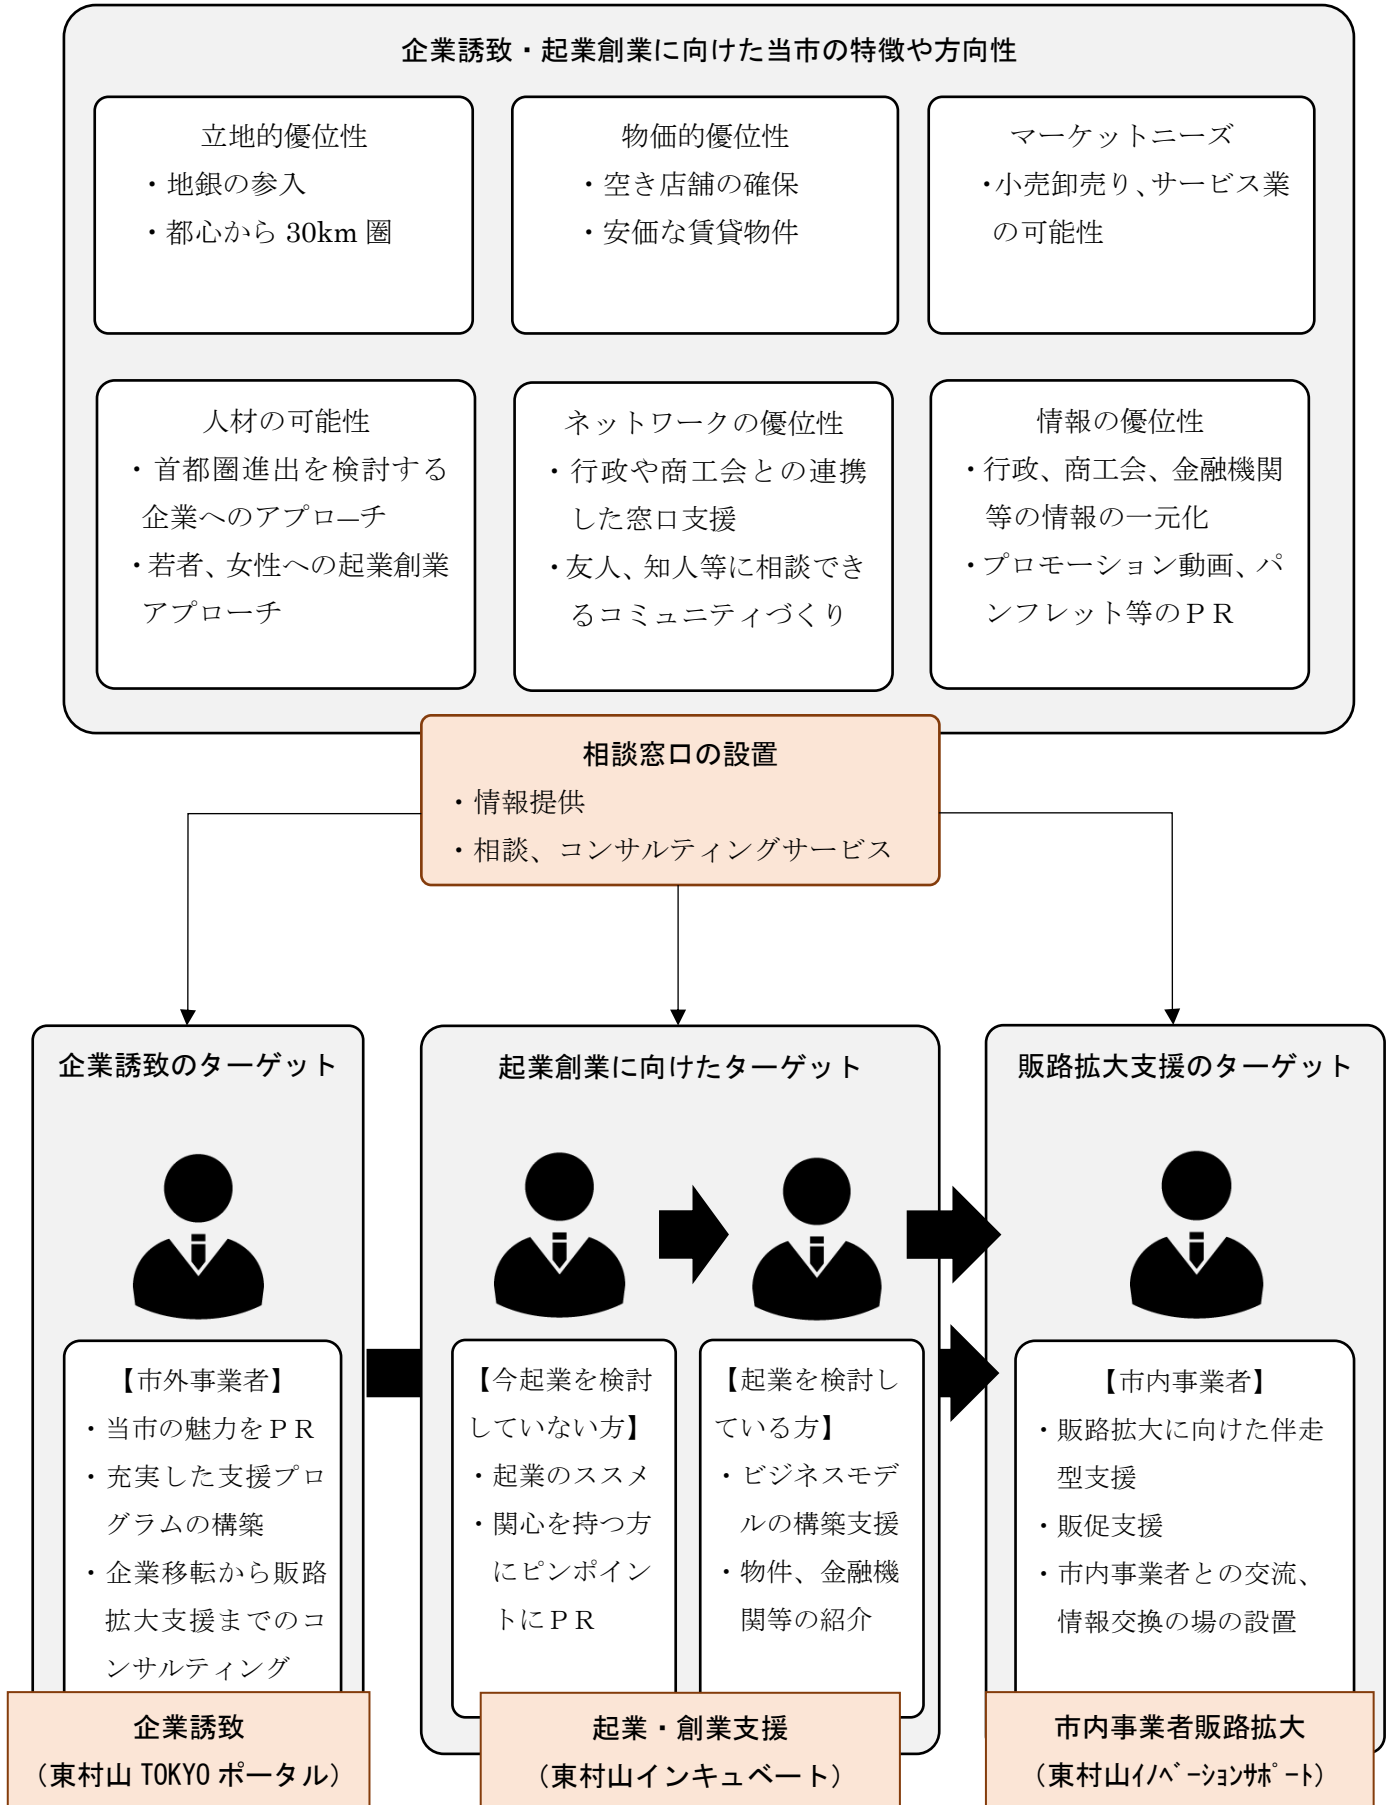 企業誘致・起業創業に向けた当市の特徴や方向性
立地的優位性
・地銀の参入
・都心から 30km 圏
物価的優位性
・空き店舗の確保
・安価な賃貸物件
マーケットニーズ
・小売卸売り、サービス業
の可能性
人材の可能性
・首都圏進出を検討する
企業へのアプロ―チ
・若者、女性への起業創業
アプローチ
ネットワークの優位性
・行政や商工会との連携
した窓口支援
・友人、知人等に相談でき
るコミュニティづくり
情報の優位性
・行政、商工会、金融機関
等の情報の一元化
・プロモーション動画、パ
ンフレット等のＰＲ
相談窓口の設置
・情報提供
・相談、コンサルティングサービス
企業誘致のターゲット
【市外事業者】
・当市の魅力をＰＲ
・充実した支援プロ
グラムの構築
・企業移転から販路
拡大支援までのコ
ンサルティング
企業誘致
（東村山 TOKYO ポータル）
起業創業に向けたターゲット
【今起業を検討
していない方】
・起業のススメ
・関心を持つ方
にピンポイン
トにＰＲ
【起業を検討し
ている方】
・ビジネスモデ
ルの構築支援
・物件、金融機
関等の紹介
起業・創業支援
（東村山インキュベート）
販路拡大支援のターゲット
【市内事業者】
・販路拡大に向けた伴走
型支援
・販促支援
・市内事業者との交流、
情報交換の場の設置
市内事業者販路拡大
（東村山ｲﾉﾍﾞｰｼｮﾝｻﾎﾟｰﾄ）